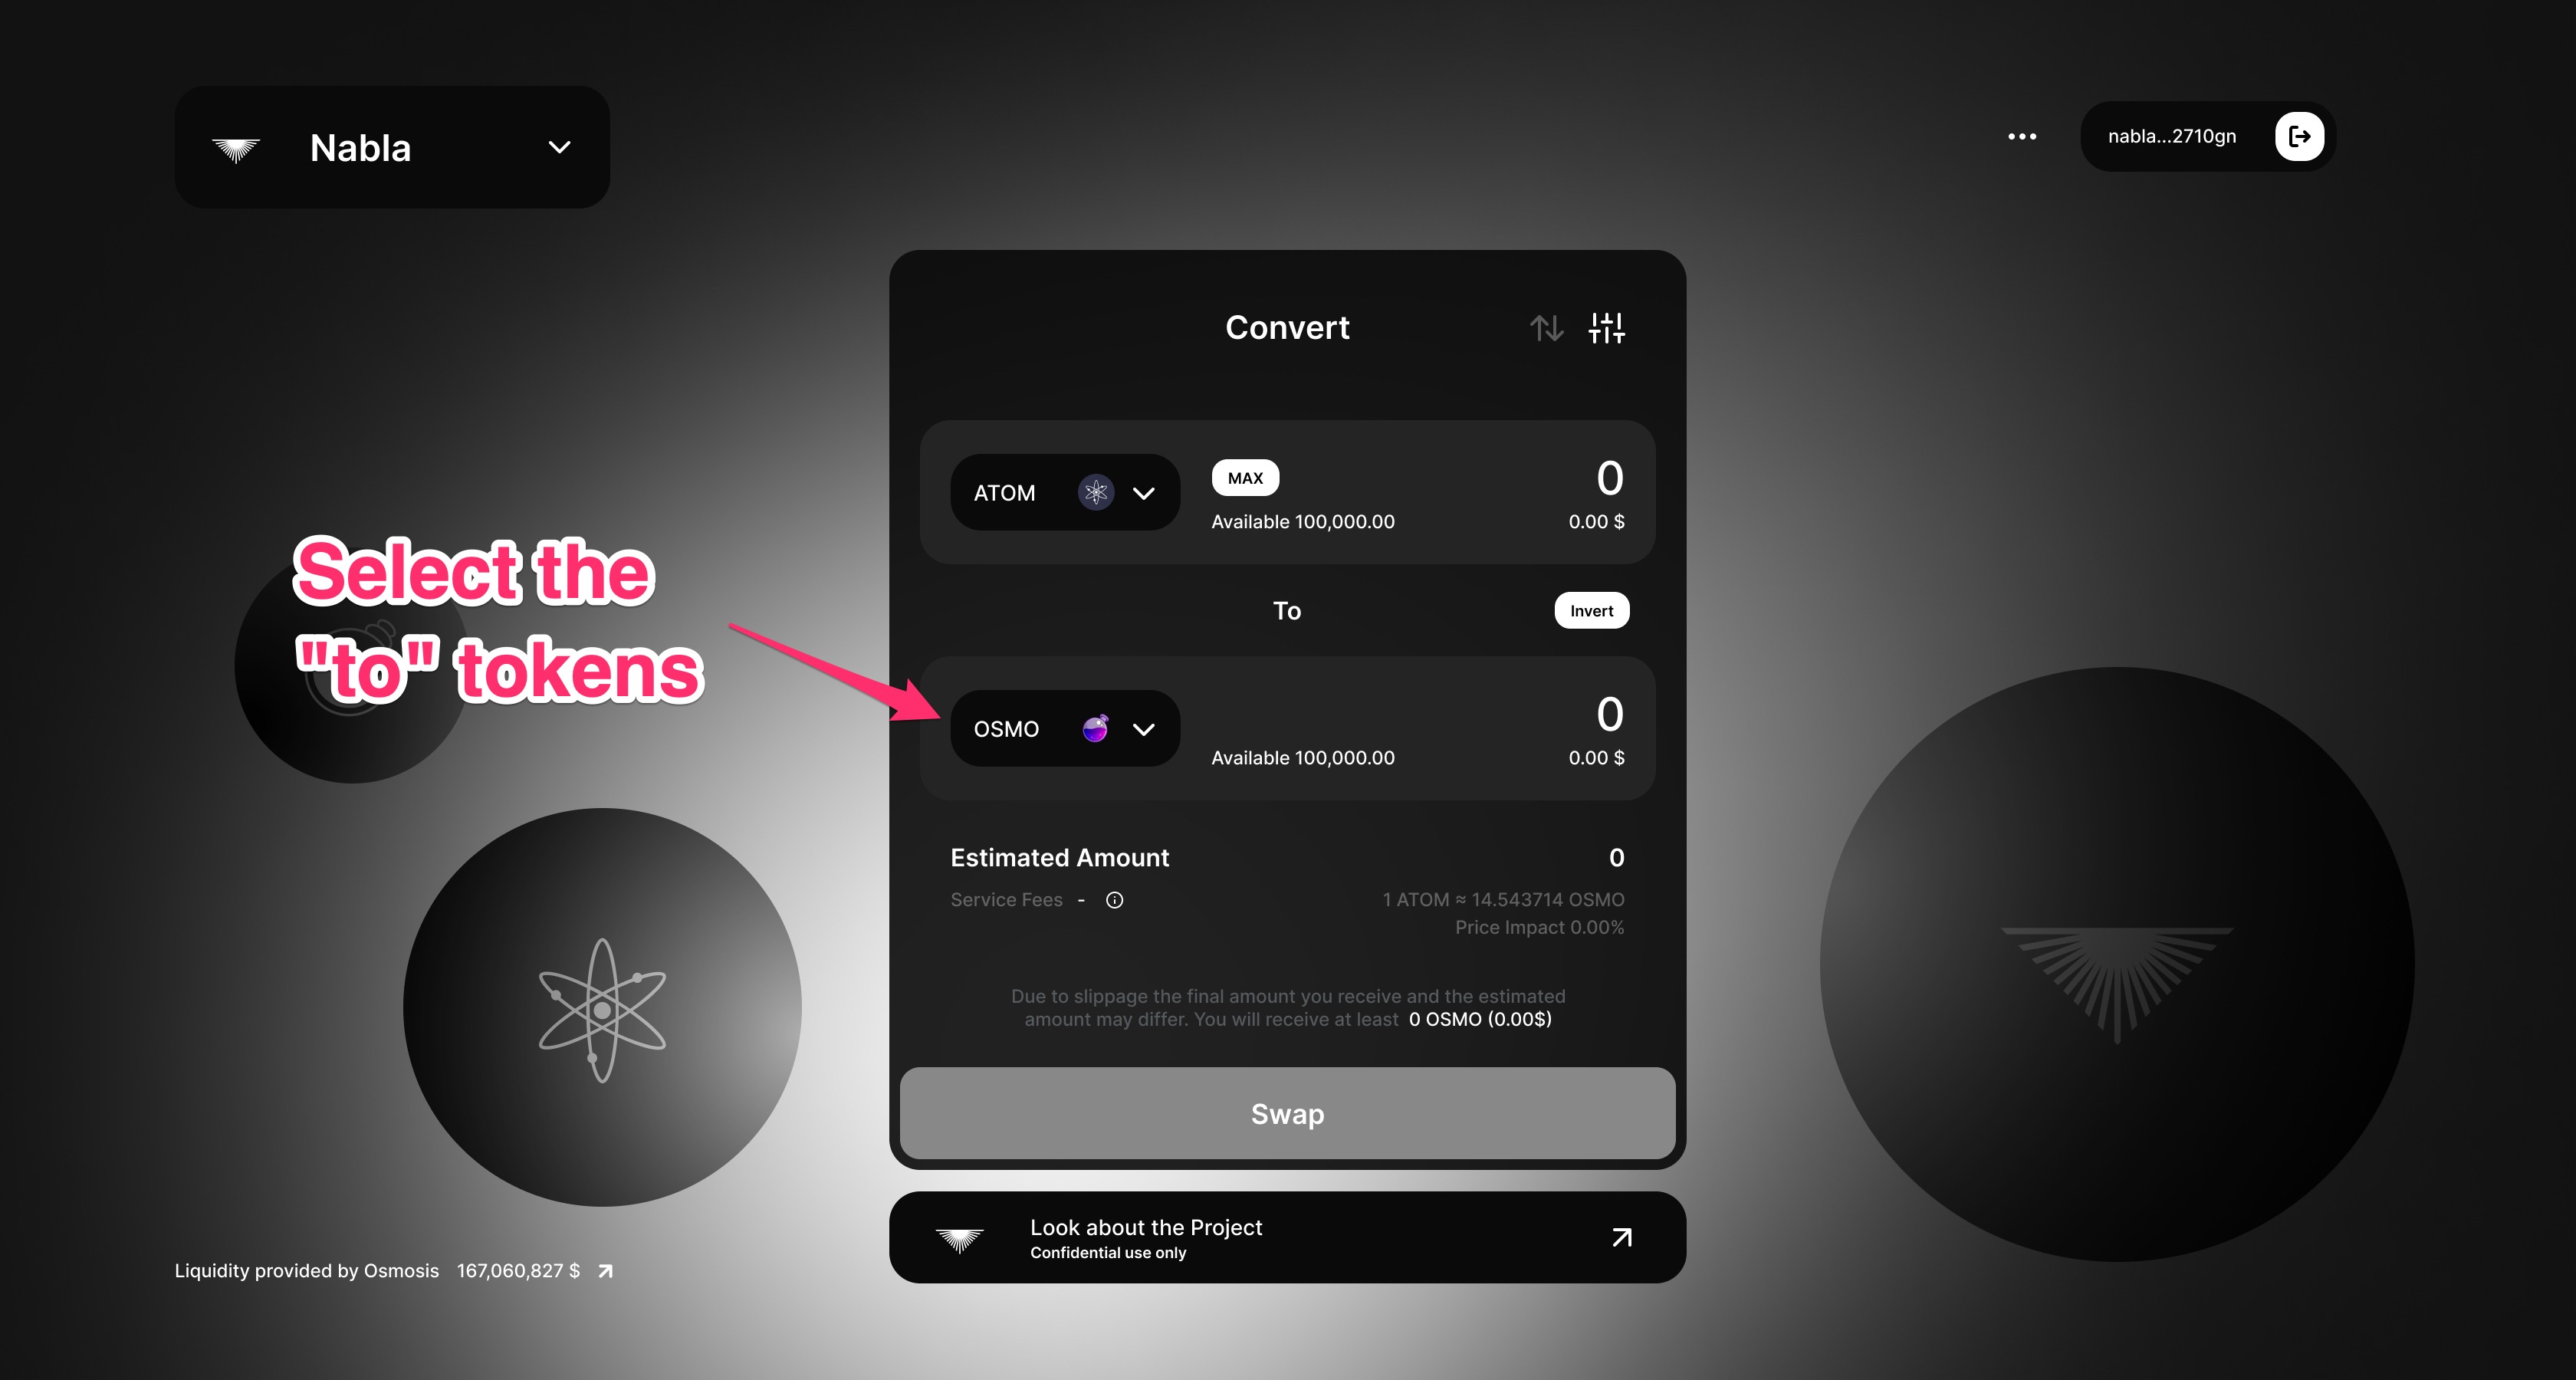 Nabla
nabla...2710gn
Convert
ATOM
MAX
0
Available 100,000.00
0.00 $
Select the
"to" tokens
To
Invert
OSMO
0
Available 100,000.00
0.00 $
Estimated Amount
0
Service Fees -
1 ATOM ≈ 14.543714 OSMO
Price Impact 0.00%
Due to slippage the final amount you receive and the estimated
amount may differ. You will receive at least 0 OSMO (0.00$)
Swap
Look about the Project
Confidential use only
Liquidity provided by Osmosis 167,060,827 $